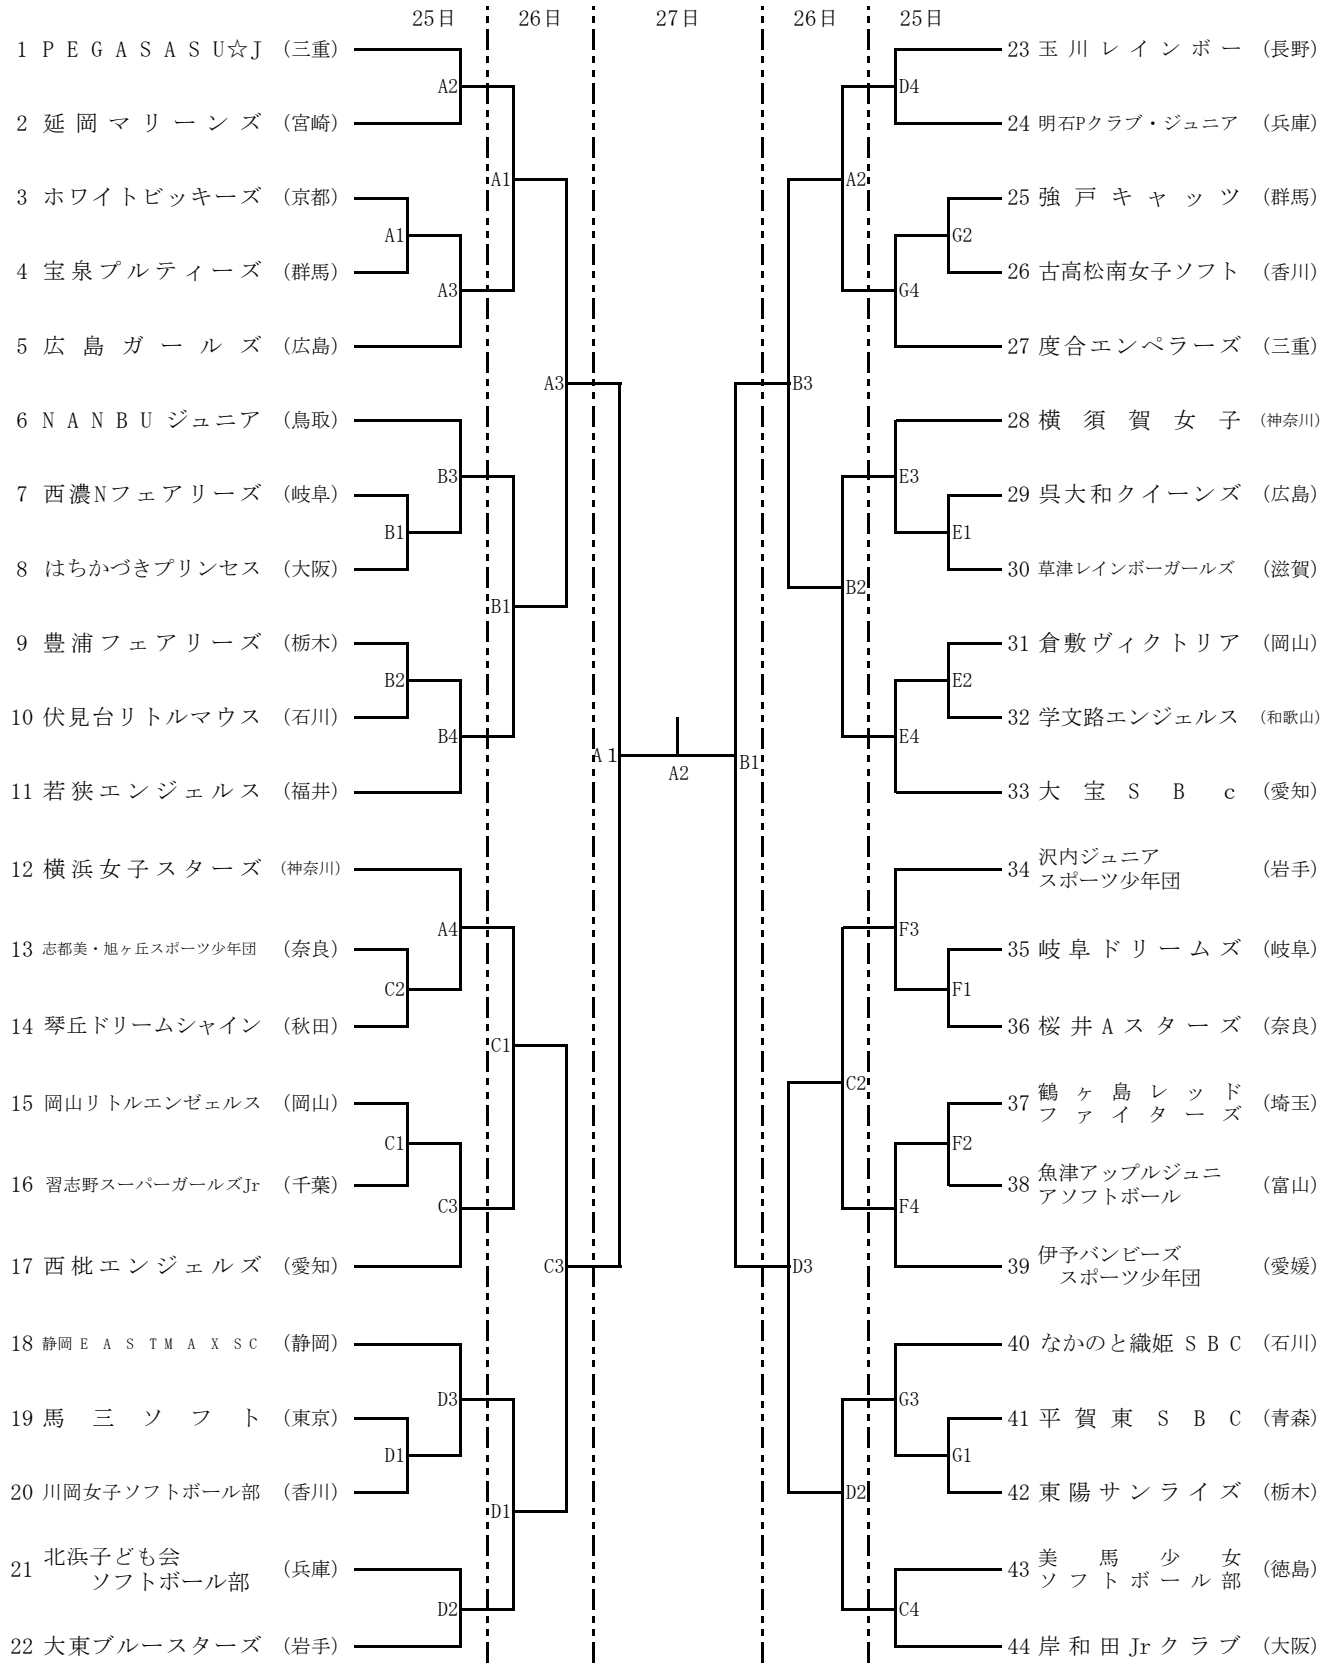 25日 26日 27日 26日 25日
1 PEGASASU☆J (三重)
A2
2 延岡マリーンズ (宮崎)
A1
3 ホワイトビッキーズ (京都)
A1
4 宝泉プルティーズ (群馬)
A3
5 広島ガールズ (広島)
A3
6 NANBUジュニア (鳥取)
B3
7 西濃Nフェアリーズ (岐阜)
B1
8 はちかづきプリンセス (大阪)
B1
9 豊浦フェアリーズ (栃木)
B2
10 伏見台リトルマウス (石川)
B4
11 若狭エンジェルス (福井)
A1
12 横浜女子スターズ (神奈川)
A4
13 志都美・旭ヶ丘スポーツ少年団 (奈良)
C2
14 琴丘ドリームシャイン (秋田)
C1
15 岡山リトルエンゼェルス (岡山)
C1
16 習志野スーパーガールズJr (千葉)
C3
17 西枇エンジェルズ (愛知)
C3
18 静岡EASTMAXSC (静岡)
D3
19 馬三ソフト (東京)
D1
20 川岡女子ソフトボール部 (香川)
D1
21 北浜子ども会
ソフトボール部 (兵庫)
D2
22 大東ブルースターズ (岩手)
A2
23 玉川レインボー (長野)
D4
24 明石Pクラブ・ジュニア (兵庫)
A2
25 強戸キャッツ (群馬)
G2
26 古高松南女子ソフト (香川)
G4
27 度合エンペラーズ (三重)
B3
28 横須賀女子 (神奈川)
E3
29 呉大和クイーンズ (広島)
E1
30 草津レインボーガールズ (滋賀)
B2
31 倉敷ヴィクトリア (岡山)
E2
32 学文路エンジェルス (和歌山)
E4
33 大宝SBc (愛知)
B1
34 沢内ジュニア
スポーツ少年団 (岩手)
F3
35 岐阜ドリームズ (岐阜)
F1
36 桜井Aスターズ (奈良)
C2
37 鶴ヶ島レッド
ファイターズ (埼玉)
F2
38 魚津アップルジュニ
アソフトボール (富山)
F4
39 伊予バンビーズ
スポーツ少年団 (愛媛)
D3
40 なかのと織姫SBC (石川)
G3
41 平賀東SBC (青森)
G1
42 東陽サンライズ (栃木)
D2
43 美馬少女
ソフトボール部 (徳島)
C4
44 岸和田Jrクラブ (大阪)